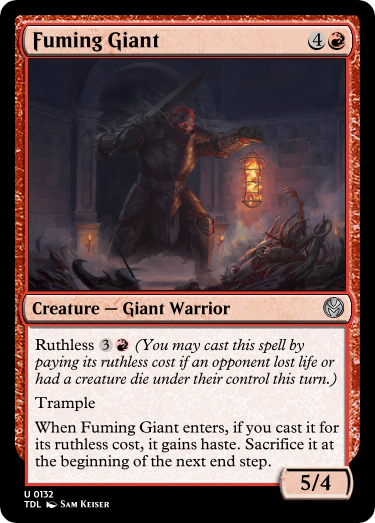 Fuming Giant 4
Creature — Giant Warrior
Ruthless 3 (You may cast this spell by
paying its ruthless cost if an opponent lost life or
had a creature die under their control this turn.)
Trample
When Fuming Giant enters, if you cast it for
its ruthless cost, it gains haste. Sacrifice it at
the beginning of the next end step.
5/4
U 0132
TDL Sam Keiser